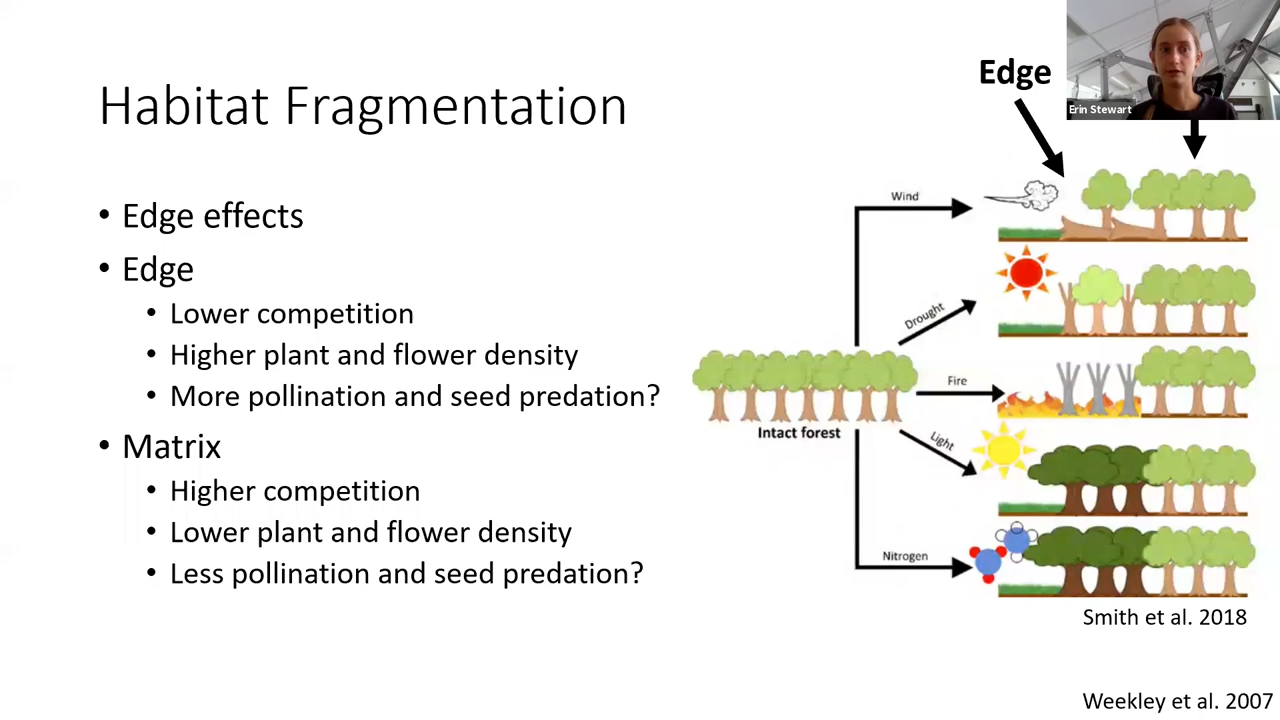 Edge
Erin Stewart
Habitat Fragmentation
• Edge effects
• Edge
• Lower competition
• Higher plant and flower density
• More pollination and seed predation?
• Matrix
• Higher competition
• Lower plant and flower density
• Less pollination and seed predation?
Wind
Drought
Fire
Light
Nitrogen
Intact forest
Smith et al. 2018
Weekley et al. 2007